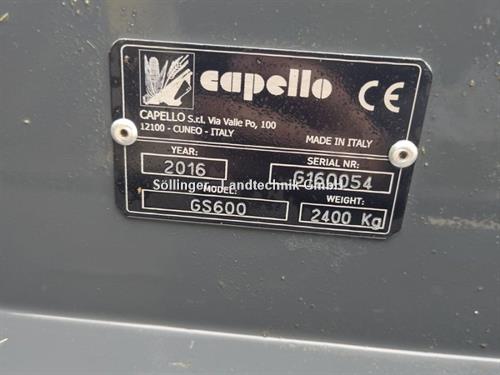 capello CE
CAPELLO S.r.l. Via Valle Po, 100
12100 - CUNEO - ITALY
MADE IN ITALY
YEAR: SERIAL NR:
2016 G160054
Söllinger Landtechnik GmbH
MODEL: WEIGHT:
GS600 2400 Kg